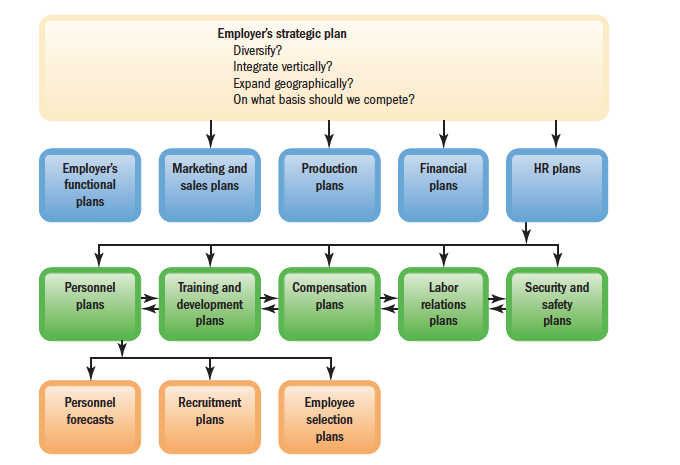 Employer's strategic plan
Diversify?
Integrate vertically?
Expand geographically?
On what basis should we compete?
Employer's
functional
plans
Marketing and
sales plans
Production
plans
Financial
plans
HR plans
Personnel
plans
Training and
development
plans
Compensation
plans
Labor
relations
plans
Security and
safety
plans
Personnel
forecasts
Recruitment
plans
Employee
selection
plans